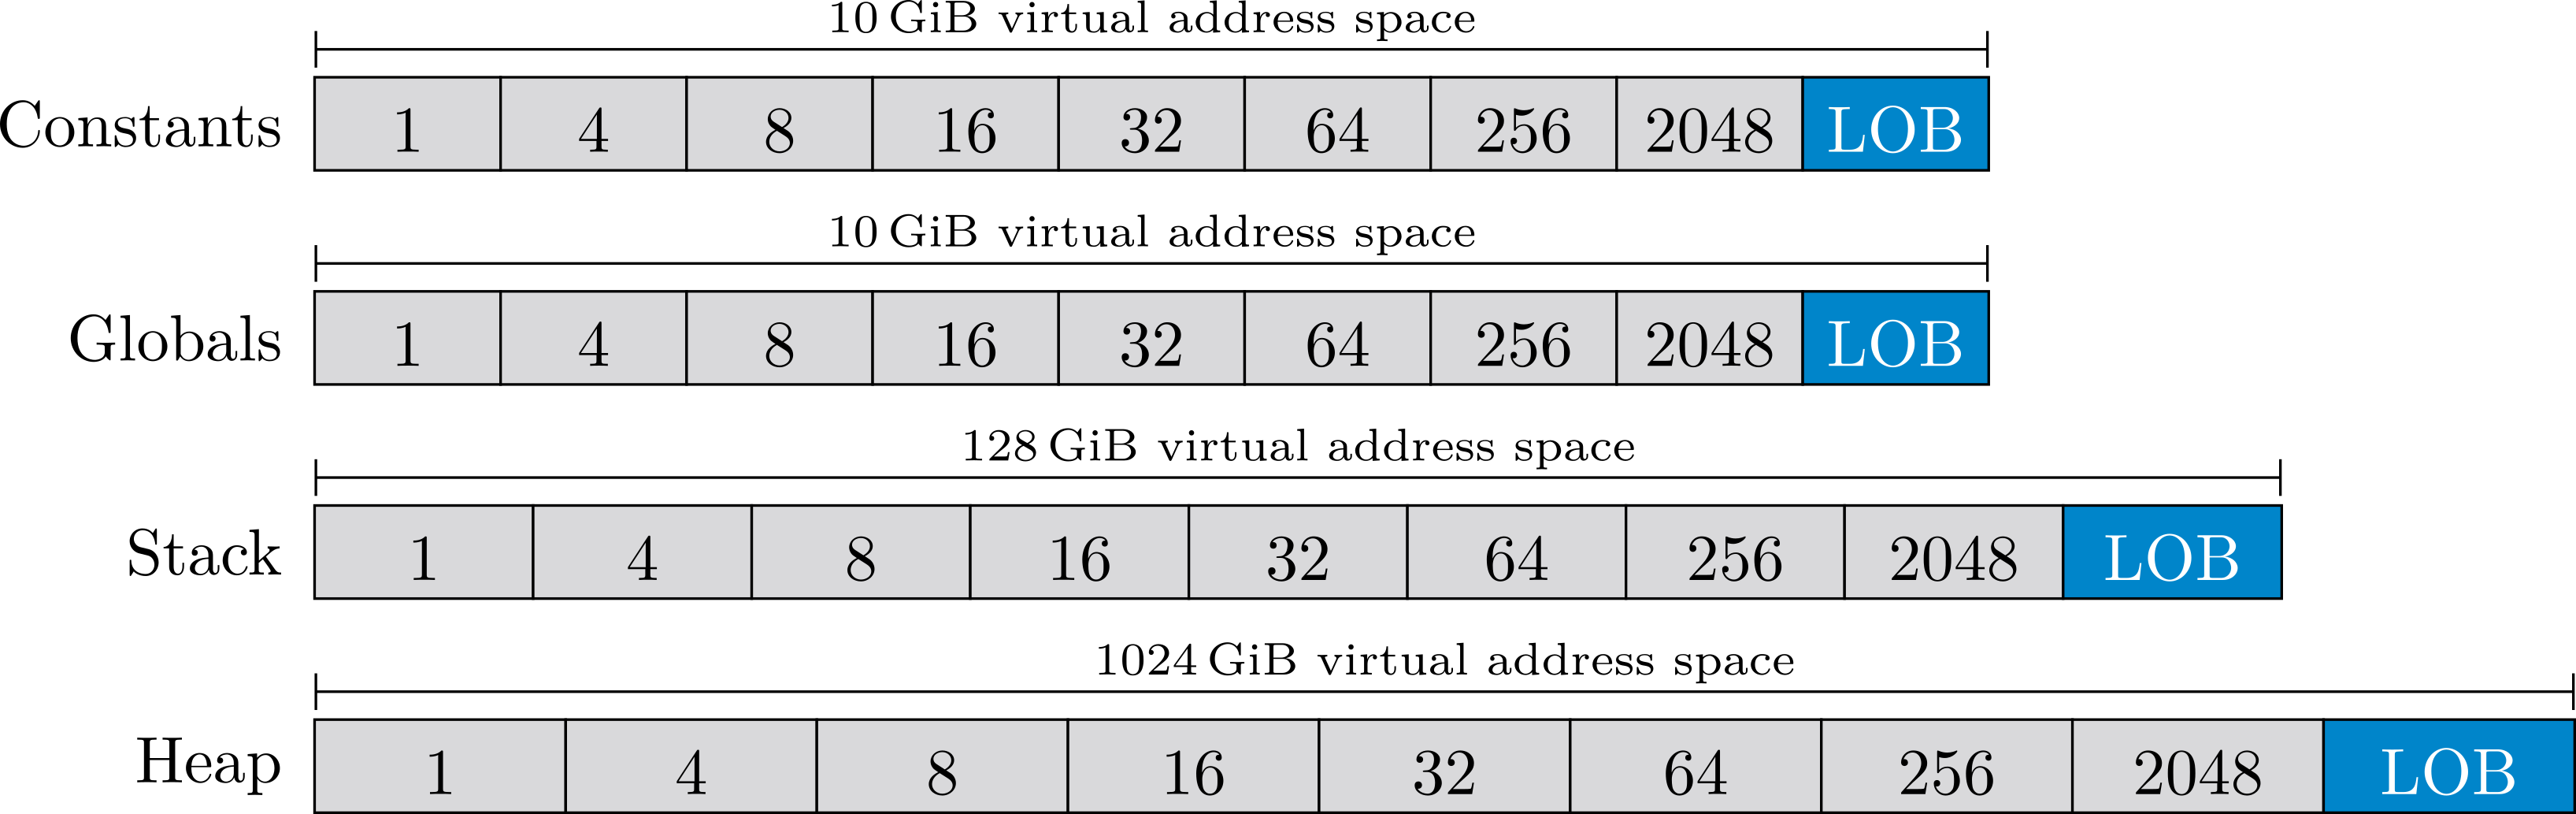 10 GiB virtual address space
Constants 1 4 8 16 32 64 256 2048 LOB
10 GiB virtual address space
Globals 1 4 8 16 32 64 256 2048 LOB
128 GiB virtual address space
Stack 1 4 8 16 32 64 256 2048 LOB
1024 GiB virtual address space
Heap 1 4 8 16 32 64 256 2048 LOB